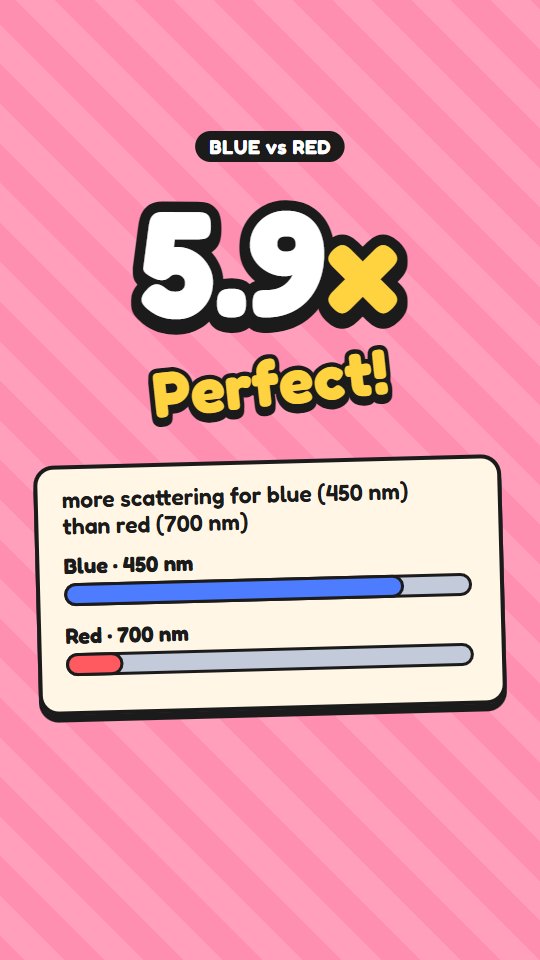 BLUE vs RED
5.9x
Perfect!
more scattering for blue (450 nm)
than red (700 nm)
Blue · 450 nm
Red · 700 nm